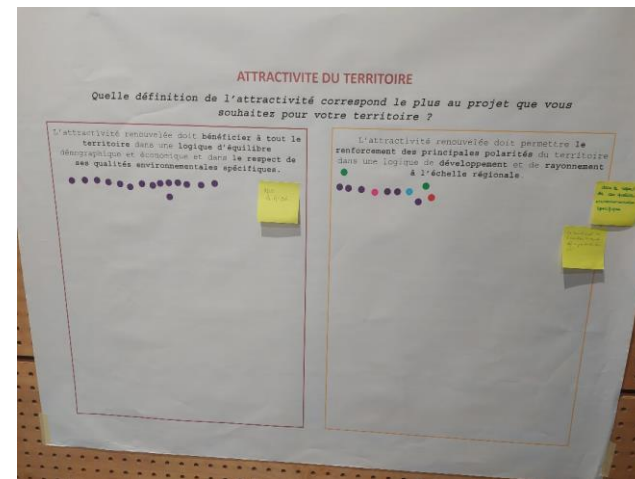 ATTRACTIVITE DU TERRITOIRE
Quelle définition de l'attractivité correspond le plus au projet que vous
souhaitez pour votre territoire ?
L'attractivité renouvelée doit bénéficier à tout le
territoire dans une logique d'équilibre
démographique et économique et dans le respect de
ses qualités environnementales spécifiques.
L'attractivité renouvelée doit permettre le
renforcement des principales polarités du territoire
dans une logique de développement et de rayonnement
à l'échelle régionale.